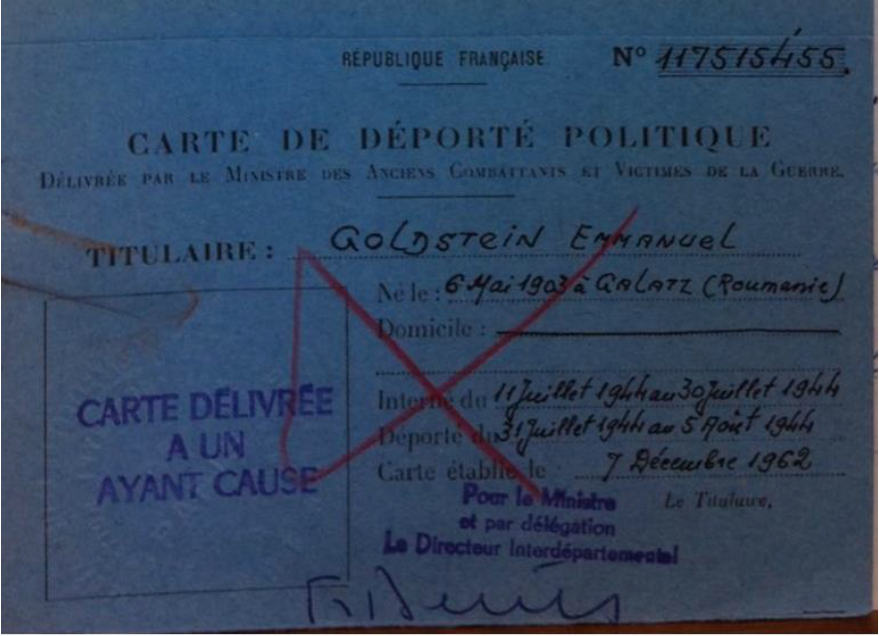 RÉPUBLIQUE FRANÇAISE N° 117515455.
CARTE DE DÉPORTÉ POLITIQUE
DÉLIVRÉE PAR LE MINISTRE DES ANCIENS COMBATTANTS ET VICTIMES DE LA GUERRE.
TITULAIRE : GOLDSTEIN EMMANUEL
Né le : 6 Mai 1903 à GALATZ (Roumanie)
Domicile :
Interné du 11 Juillet 1944 au 30 Juillet 1944
Déporté du 31 Juillet 1944 au 5 Août 1944
Carte établie le 7 Décembre 1962
CARTE DÉLIVRÉE
A UN
AYANT CAUSE
Pour le Ministre
et par délégation
Le Directeur Interdépartemental
Le Titulaire,